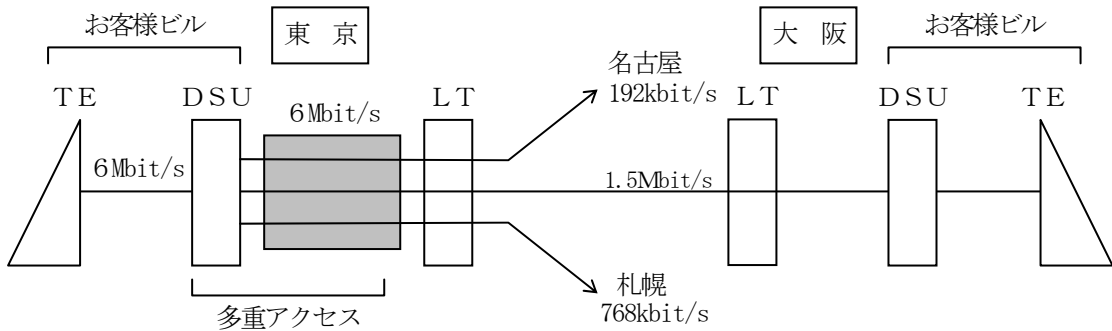 お客様ビル
東 京
大 阪
お客様ビル
名古屋
192kbit/s
TE
DSU
LT
LT
DSU
TE
6Mbit/s
6Mbit/s
1.5Mbit/s
札幌
768kbit/s
多重アクセス